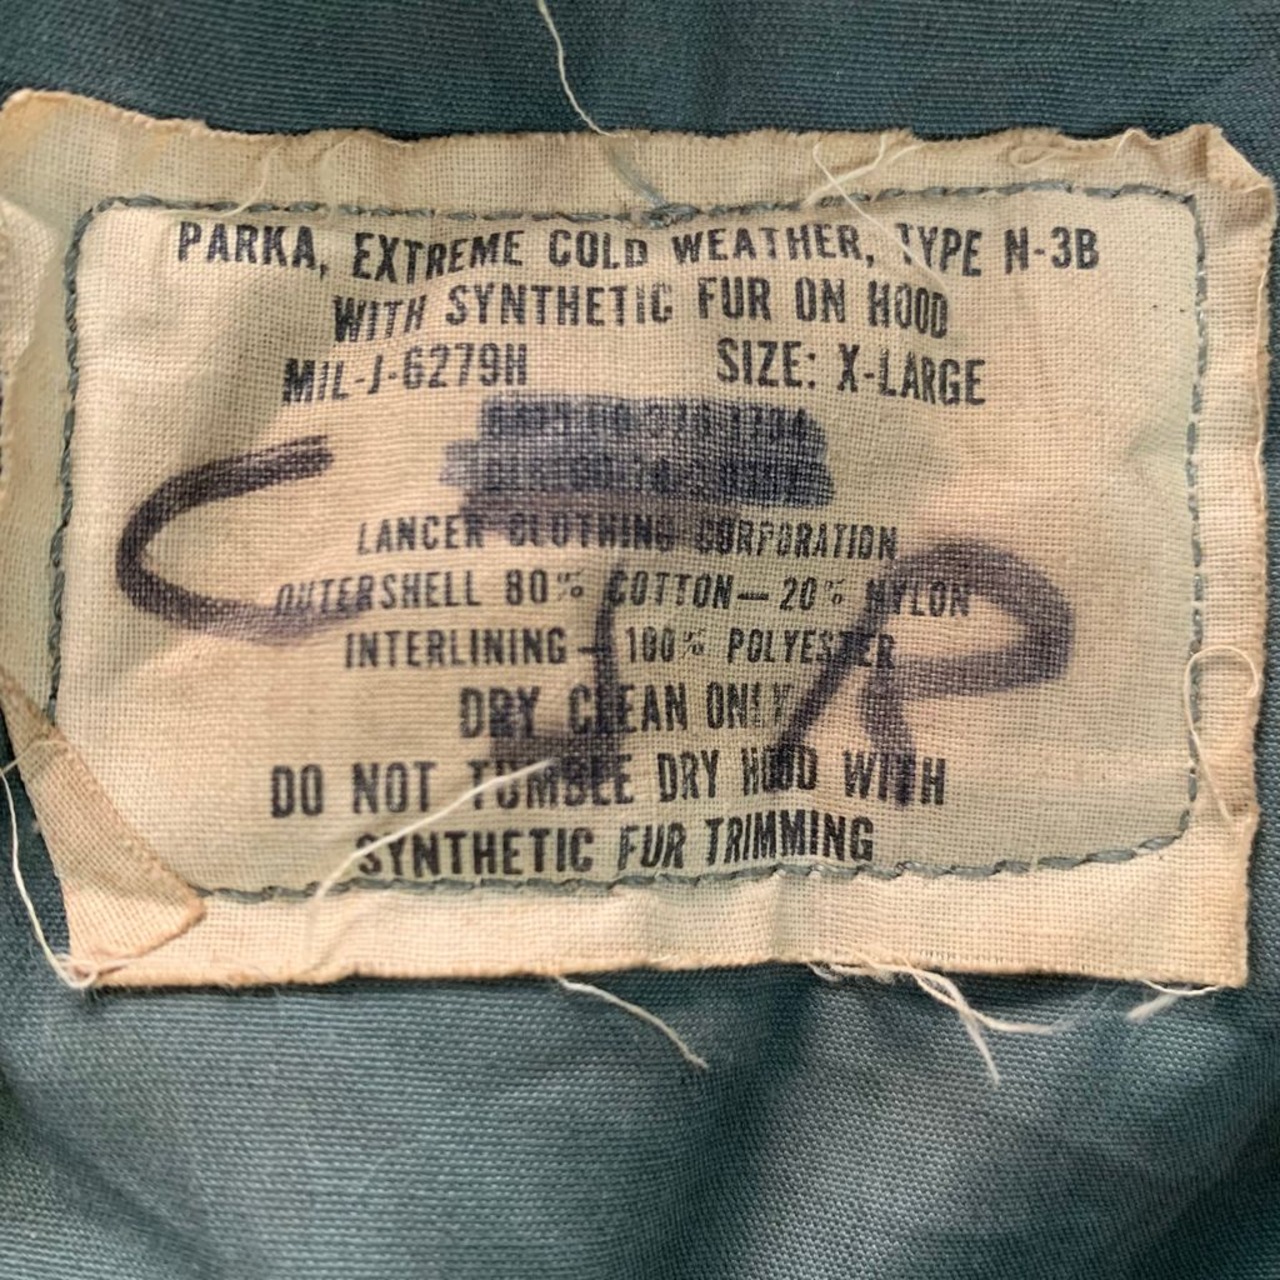 PARKA, EXTREME COLD WEATHER, TYPE N-3B
WITH SYNTHETIC FUR ON HOOD
MIL-J-6279H SIZE: X-LARGE
LANCER CLOTHING CORPORATION
OUTERSHELL 80% COTTON — 20% NYLON
INTERLINING — 100% POLYESTER
DRY CLEAN ONLY
DO NOT TUMBLE DRY HOOD WITH
SYNTHETIC FUR TRIMMING